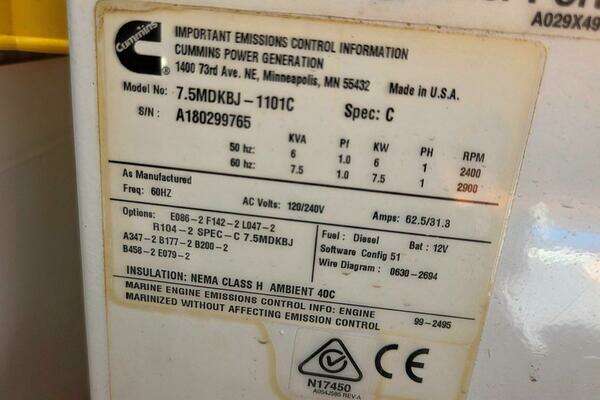 A029X49
Cummins
IMPORTANT EMISSIONS CONTROL INFORMATION
CUMMINS POWER GENERATION
1400 73rd Ave. NE, Minneapolis, MN 55432 Made in U.S.A.
Model No: 7.5MDKBJ-1101C Spec: C
S/N: A180299765
KVA Pf KW PH RPM
50 hz: 6 1.0 6 1 2400
60 hz: 7.5 1.0 7.5 1 2900
As Manufactured
Freq: 60HZ AC Volts: 120/240V Amps: 62.5/31.3
Options: E086-2 F142-2 L047-2
R104-2 SPEC-C 7.5MDKBJ
A347-2 B177-2 B200-2
B458-2 E079-2
Fuel: Diesel Bat: 12V
Software Config 51
Wire Diagram: 0630-2694
INSULATION: NEMA CLASS H AMBIENT 40C
MARINE ENGINE EMISSIONS CONTROL INFO: ENGINE
MARINIZED WITHOUT AFFECTING EMISSION CONTROL
99-2495
N17450
CE
A054J585 REV-A